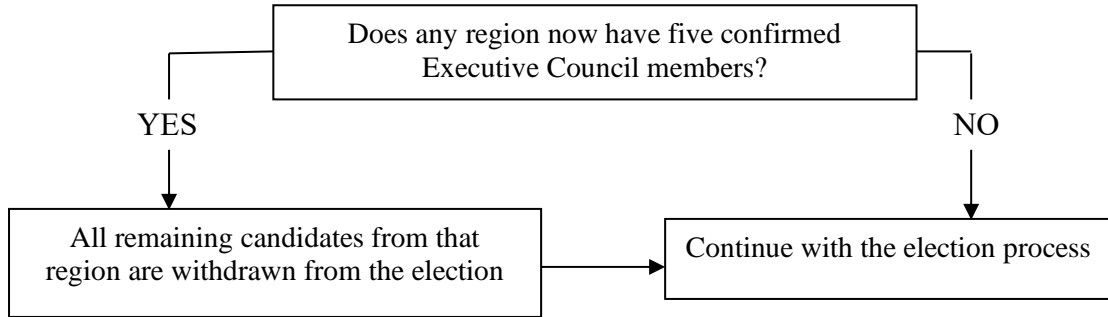 Does any region now have five confirmed
Executive Council members?
YES
NO
All remaining candidates from that
region are withdrawn from the election
Continue with the election process